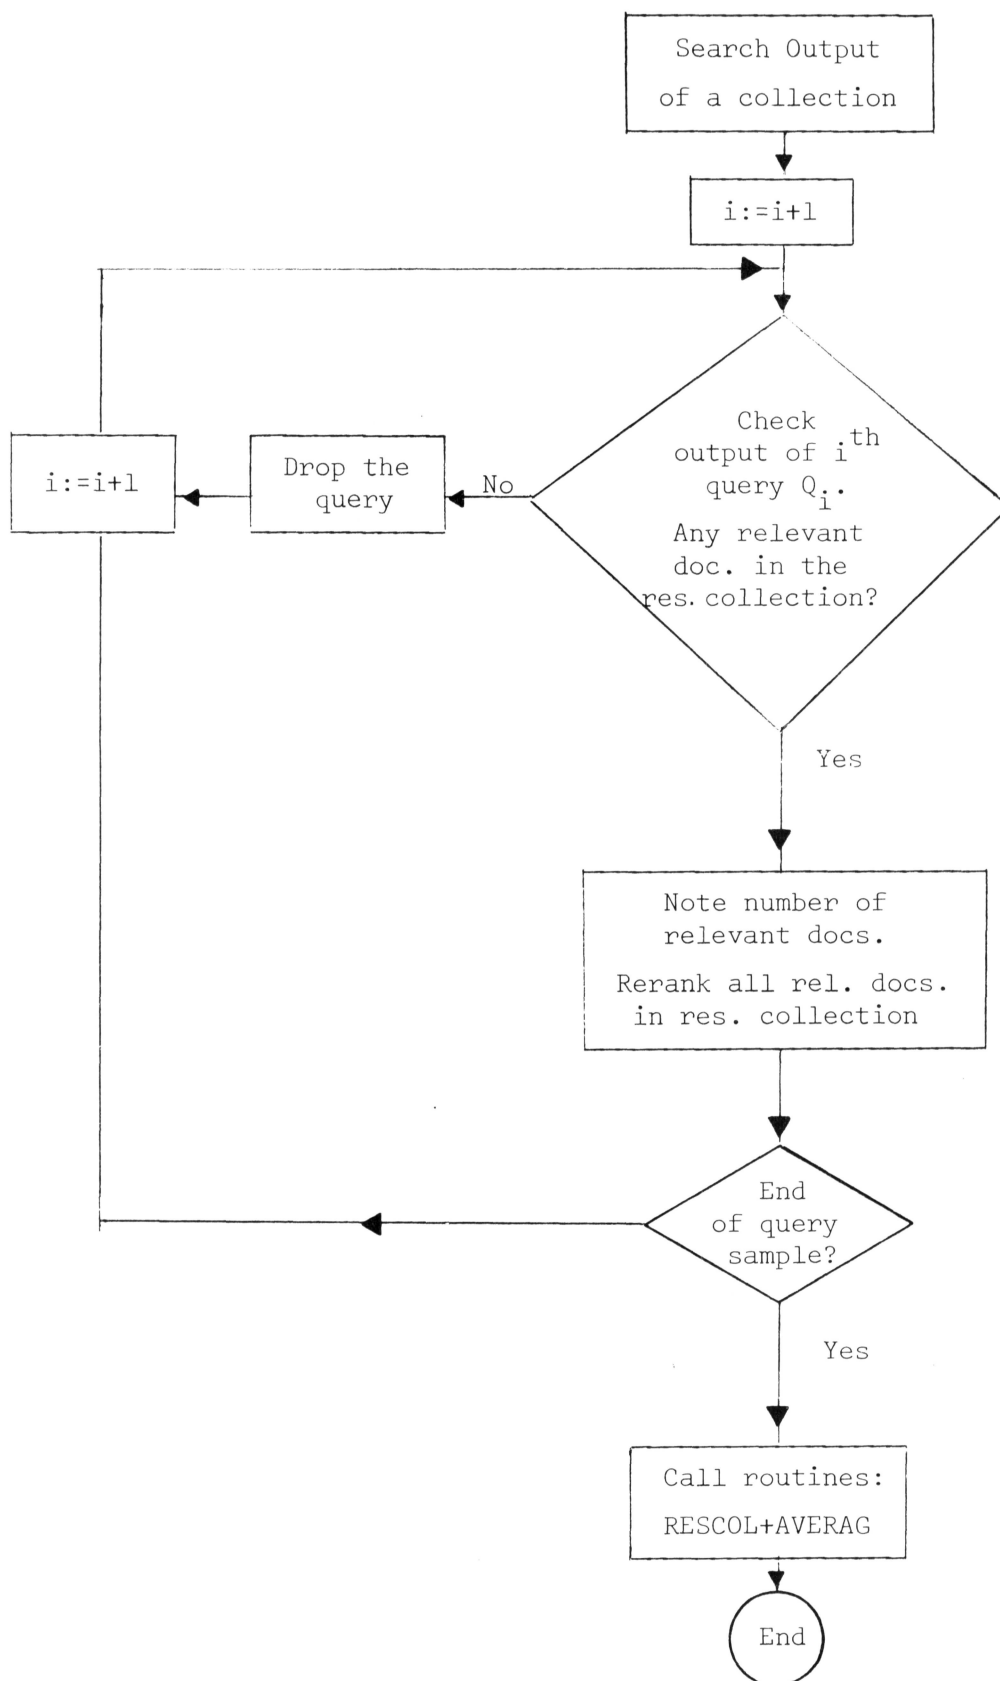 Search Output
of a collection
i:=i+1
Check
output of i^th
query Q_i.
Any relevant
doc. in the
res. collection?
No
Drop the
query
i:=i+1
Yes
Note number of
relevant docs.
Rerank all rel. docs.
in res. collection
End
of query
sample?
Yes
Call routines:
RESCOL+AVERAG
End